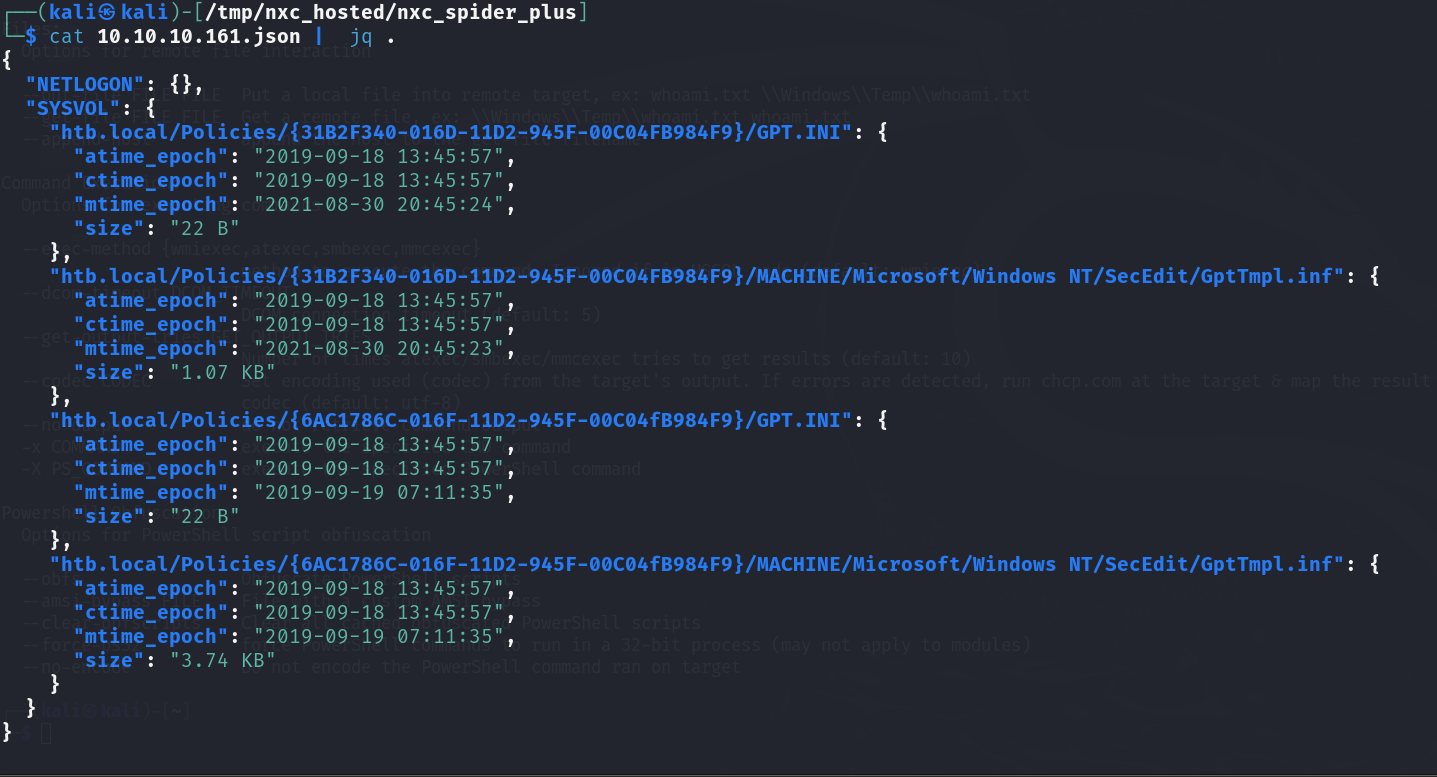 ┌──(kali㉿kali)-[/tmp/nxc_hosted/nxc_spider_plus]
└─$ cat 10.10.10.161.json | jq .
{
  "NETLOGON": {},
  "SYSVOL": {
    "htb.local/Policies/{31B2F340-016D-11D2-945F-00C04FB984F9}/GPT.INI": {
      "atime_epoch": "2019-09-18 13:45:57",
      "ctime_epoch": "2019-09-18 13:45:57",
      "mtime_epoch": "2021-08-30 20:45:24",
      "size": "22 B"
    },
    "htb.local/Policies/{31B2F340-016D-11D2-945F-00C04FB984F9}/MACHINE/Microsoft/Windows NT/SecEdit/GptTmpl.inf": {
      "atime_epoch": "2019-09-18 13:45:57",
      "ctime_epoch": "2019-09-18 13:45:57",
      "mtime_epoch": "2021-08-30 20:45:23",
      "size": "1.07 KB"
    },
    "htb.local/Policies/{6AC1786C-016F-11D2-945F-00C04fB984F9}/GPT.INI": {
      "atime_epoch": "2019-09-18 13:45:57",
      "ctime_epoch": "2019-09-18 13:45:57",
      "mtime_epoch": "2019-09-19 07:11:35",
      "size": "22 B"
    },
    "htb.local/Policies/{6AC1786C-016F-11D2-945F-00C04fB984F9}/MACHINE/Microsoft/Windows NT/SecEdit/GptTmpl.inf": {
      "atime_epoch": "2019-09-18 13:45:57",
      "ctime_epoch": "2019-09-18 13:45:57",
      "mtime_epoch": "2019-09-19 07:11:35",
      "size": "3.74 KB"
    }
  }
}